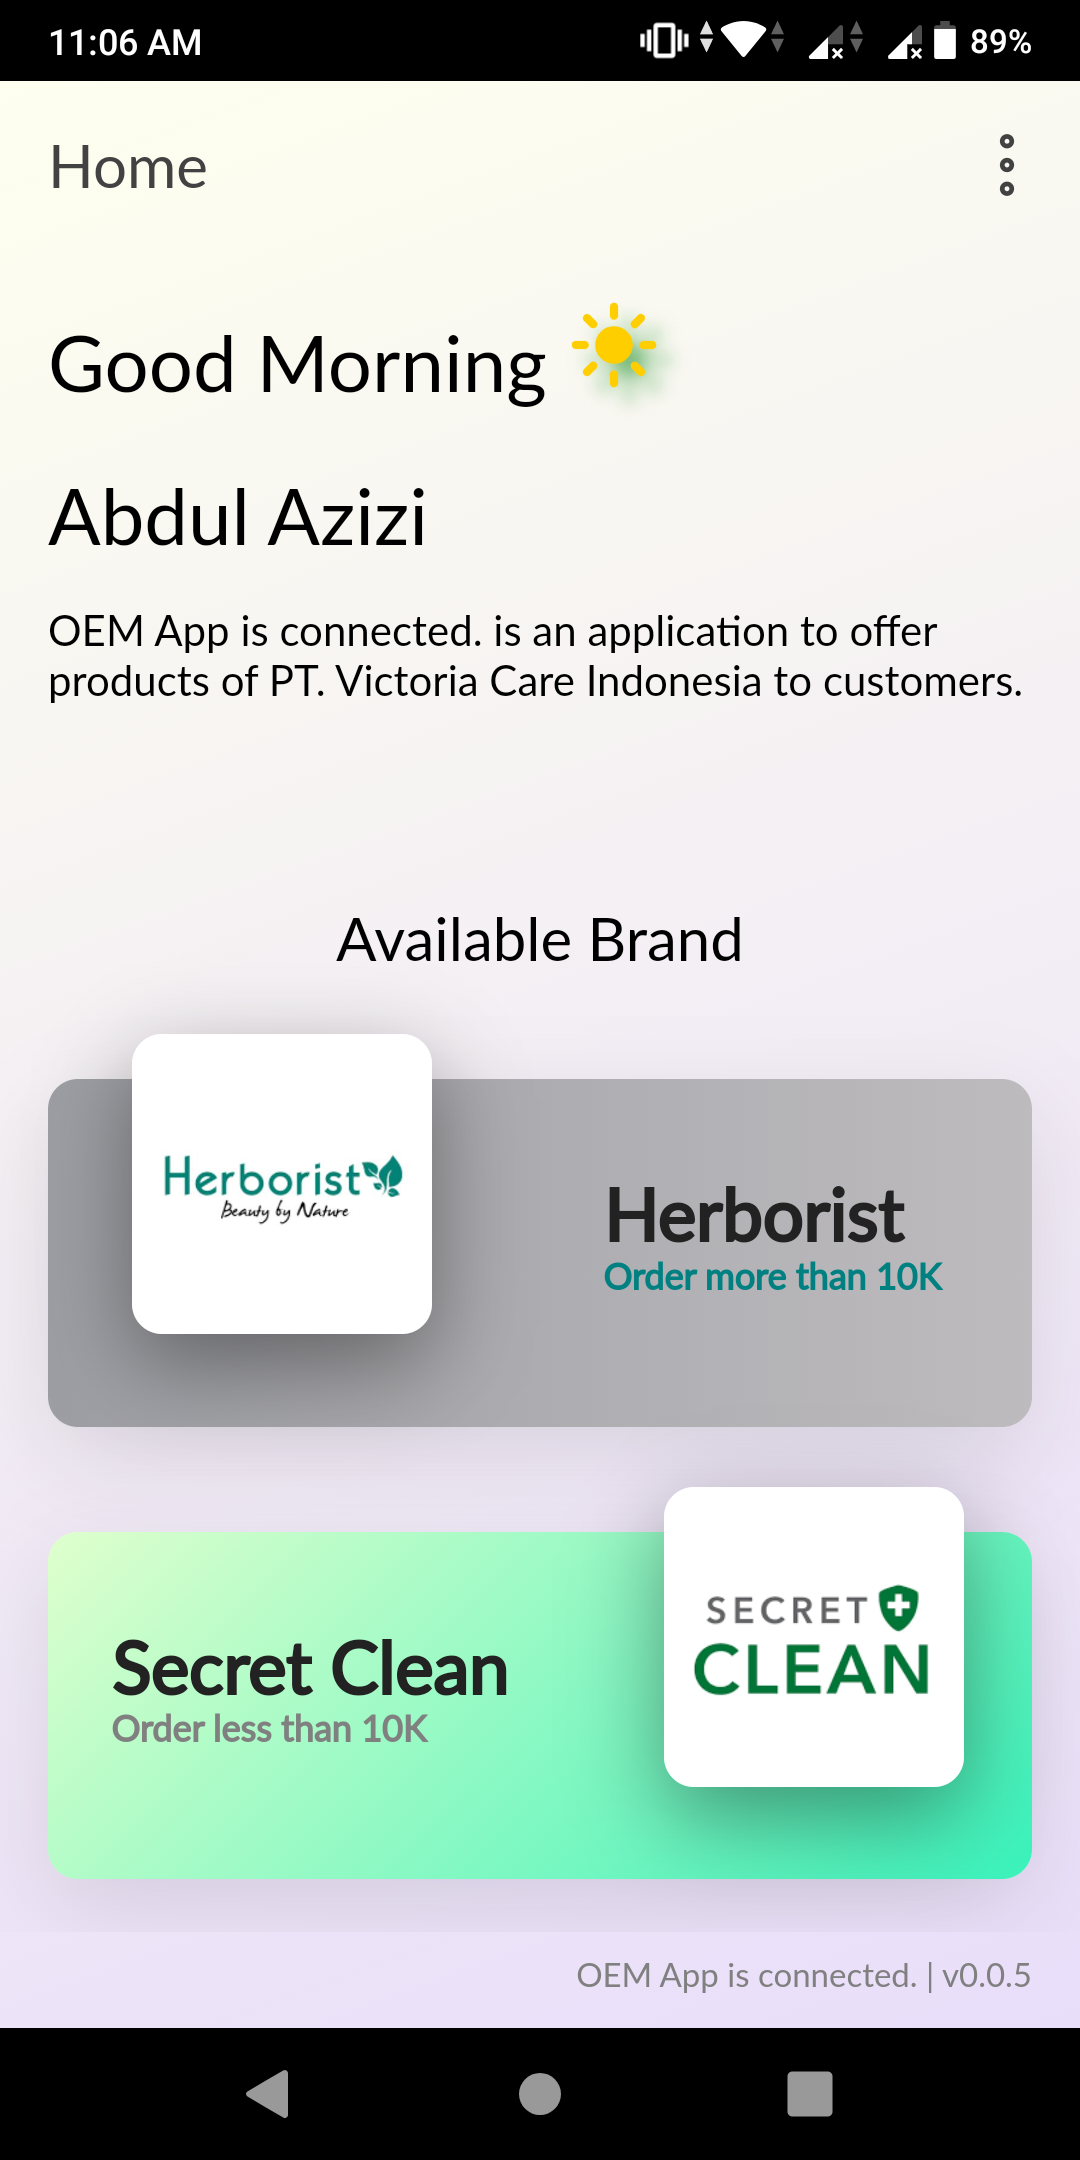 11:06 AM
89%
Home
Good Morning
Abdul Azizi
OEM App is connected. is an application to offer
products of PT. Victoria Care Indonesia to customers.
Available Brand
Herborist
Beauty by Nature
Herborist
Order more than 10K
Secret Clean
Order less than 10K
SECRET
CLEAN
OEM App is connected. | v0.0.5